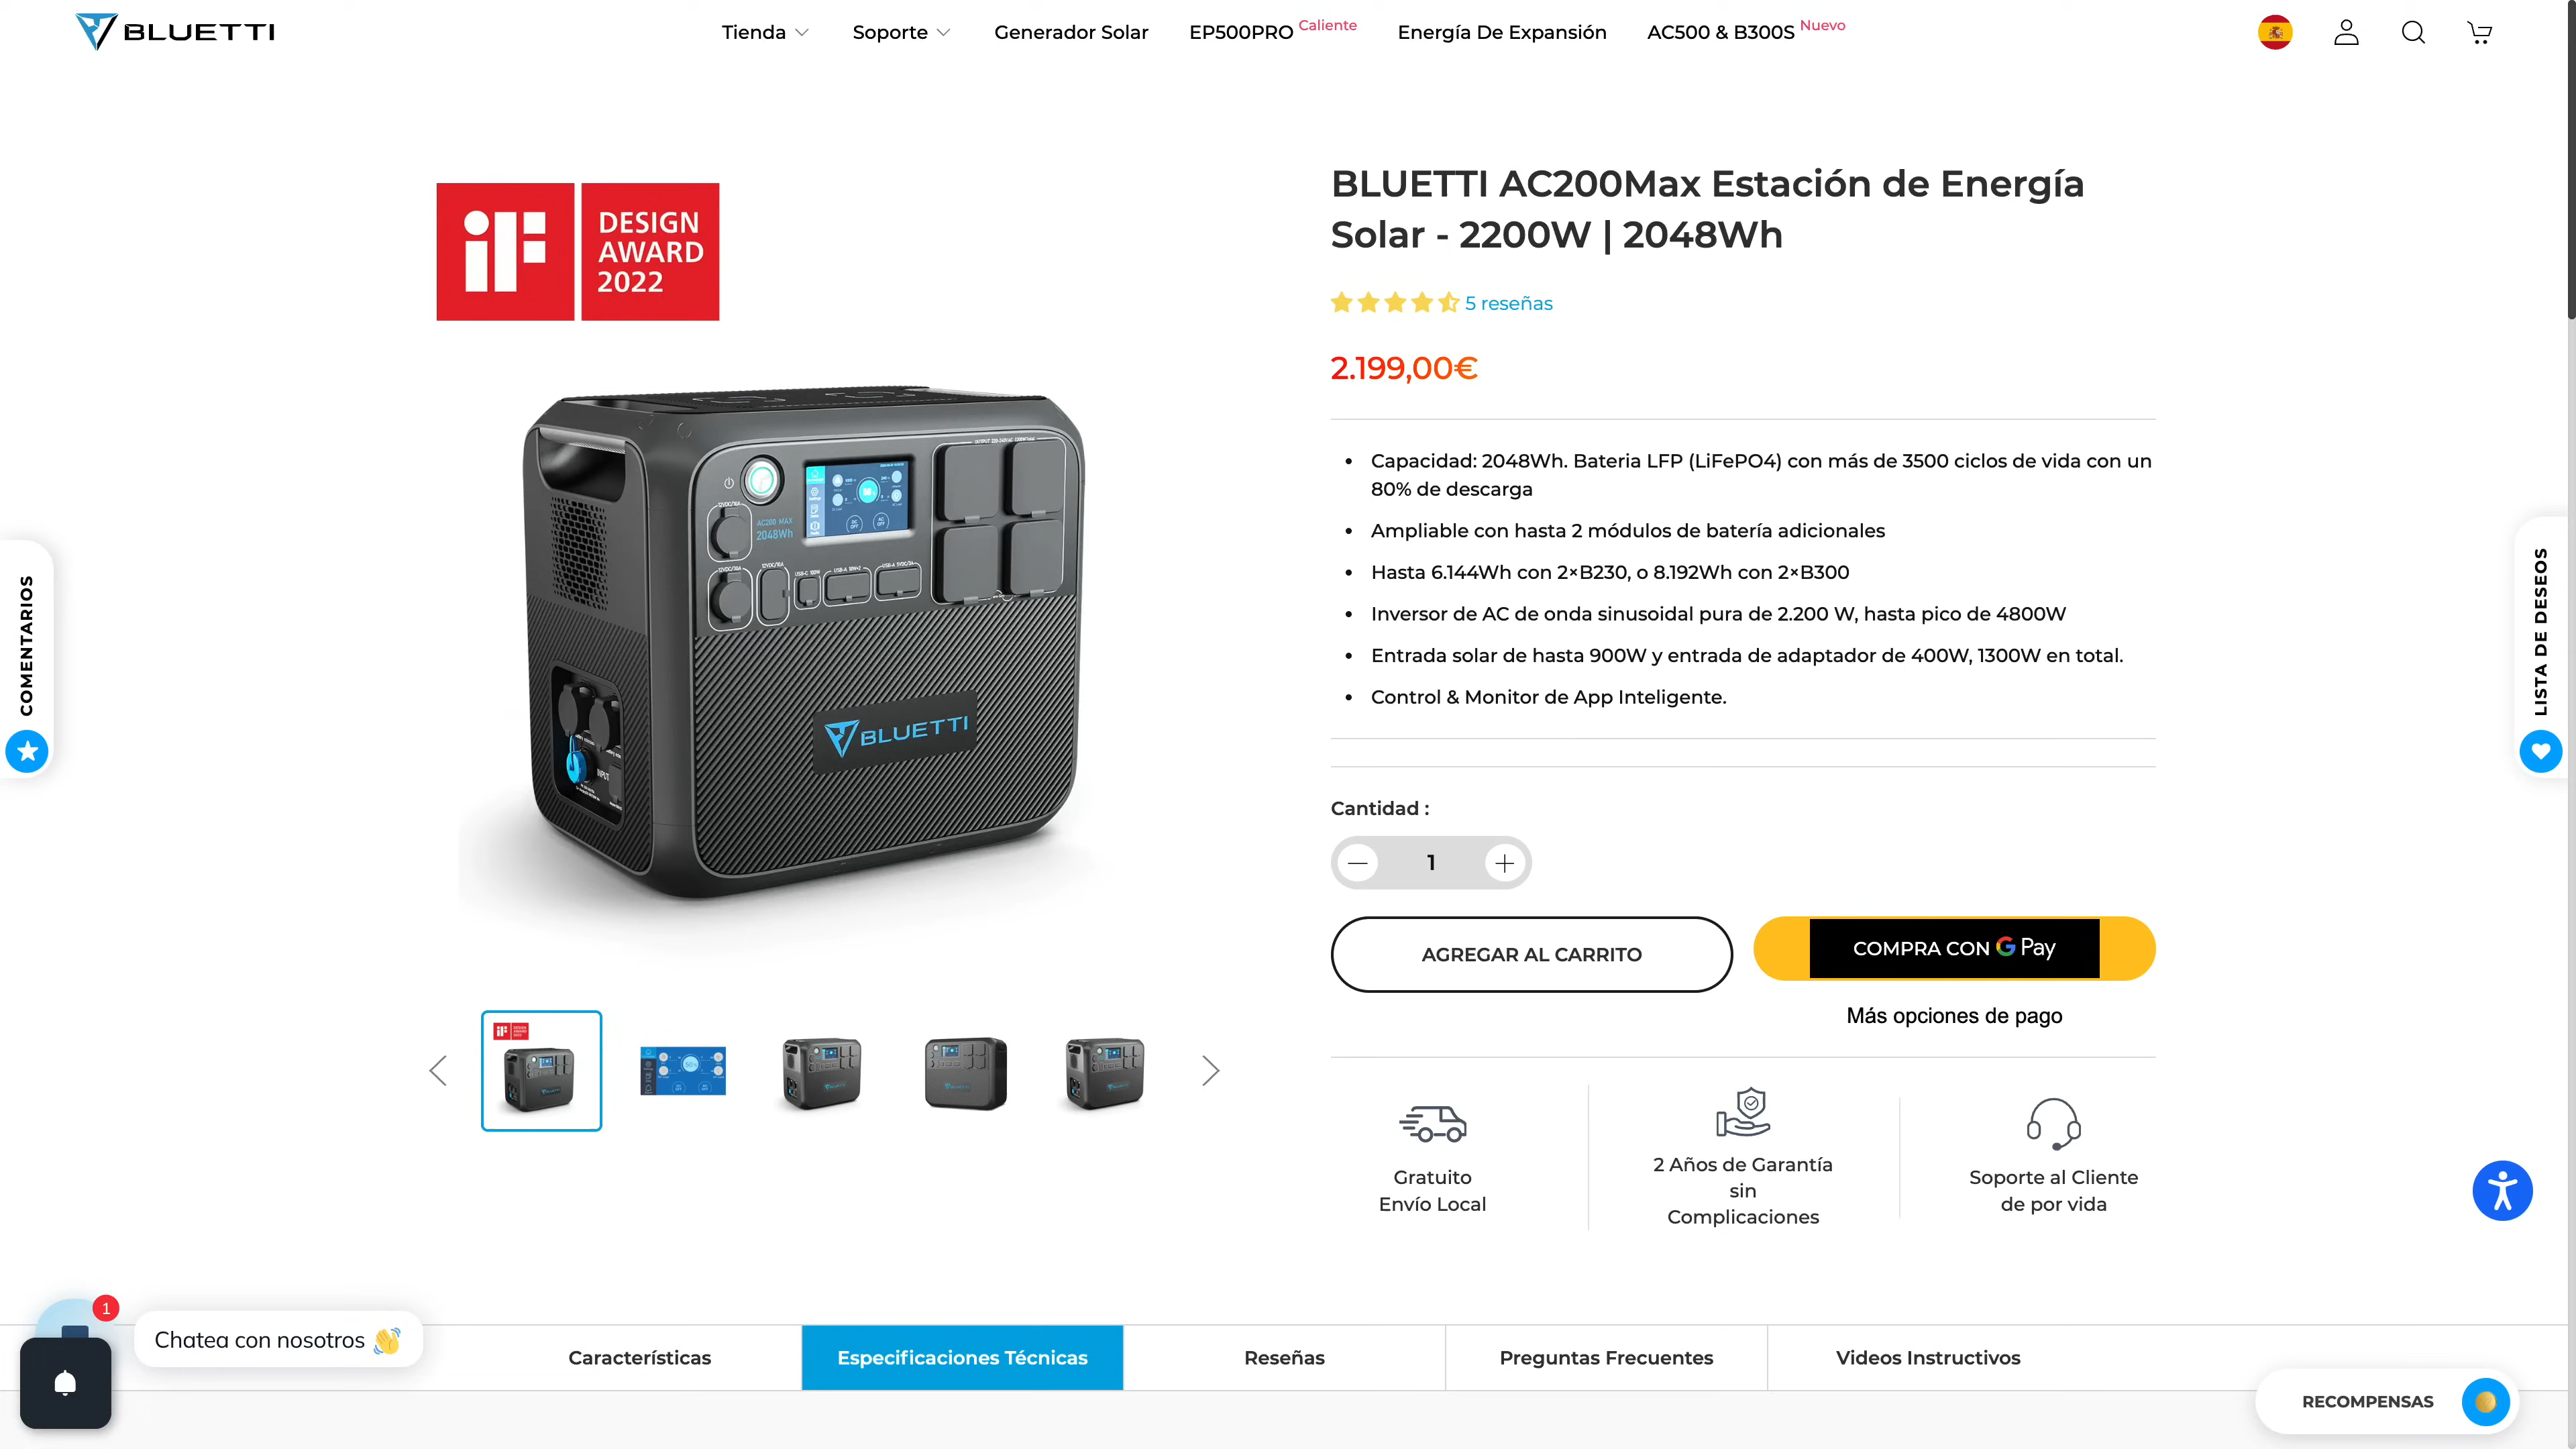 BLUETTI
Tienda
Soporte
Generador Solar
EP500PRO Caliente
Energía De Expansión
AC500 & B300S Nuevo
iF
DESIGN
AWARD
2022
BLUETTI AC200Max Estación de Energía
Solar - 2200W | 2048Wh
5 reseñas
2.199,00€
Capacidad: 2048Wh. Bateria LFP (LiFePO4) con más de 3500 ciclos de vida con un
80% de descarga
Ampliable con hasta 2 módulos de batería adicionales
Hasta 6.144Wh con 2×B230, o 8.192Wh con 2×B300
Inversor de AC de onda sinusoidal pura de 2.200 W, hasta pico de 4800W
Entrada solar de hasta 900W y entrada de adaptador de 400W, 1300W en total.
Control & Monitor de App Inteligente.
AC200 MAX
2048Wh
USB-C 100W
INPUT
BLUETTI
COMENTARIOS
LISTA DE DESEOS
Cantidad :
1
AGREGAR AL CARRITO
COMPRA CON G Pay
Más opciones de pago
Gratuito
Envío Local
2 Años de Garantía
sin
Complicaciones
Soporte al Cliente
de por vida
1
Chatea con nosotros 👋
Características
Especificaciones Técnicas
Reseñas
Preguntas Frecuentes
Videos Instructivos
RECOMPENSAS